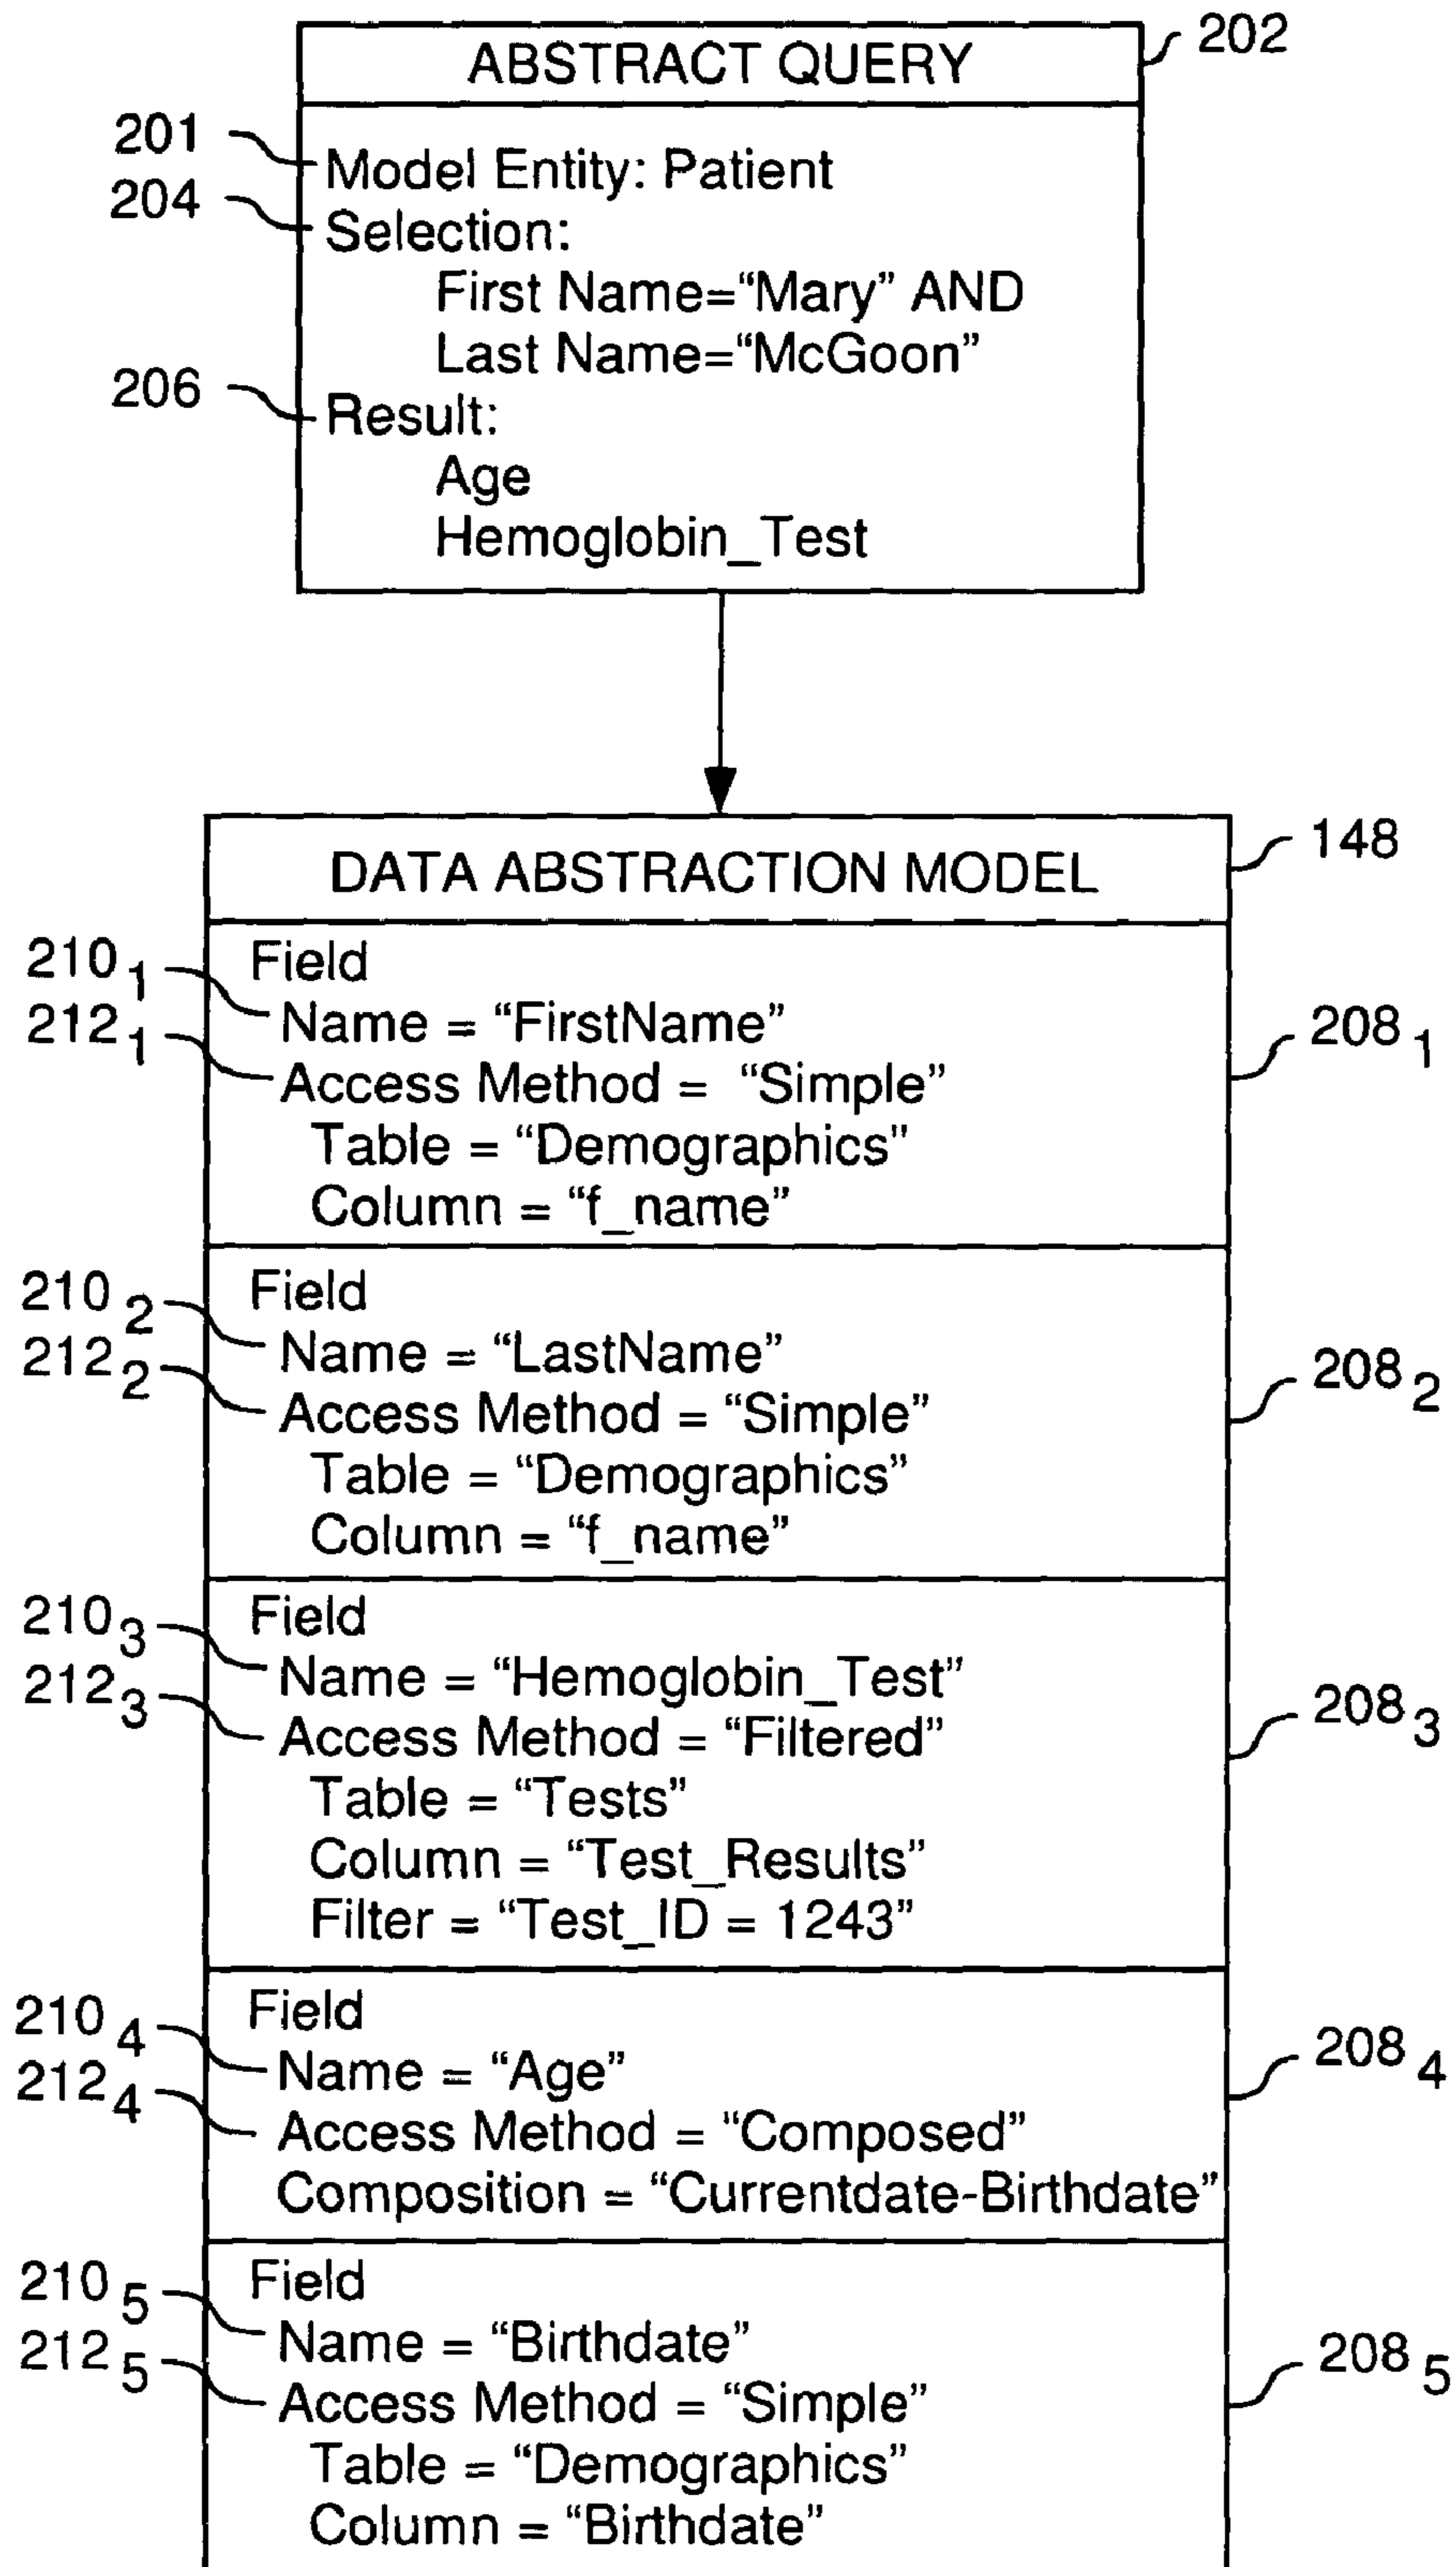 ABSTRACT QUERY
202
201
Model Entity: Patient
204
Selection:
First Name=“Mary” AND
Last Name=“McGoon”
206
Result:
Age
Hemoglobin_Test
DATA ABSTRACTION MODEL
148
210 1
Field
Name = “FirstName”
212 1
208 1
Access Method = “Simple”
Table = “Demographics”
Column = “f_name”
210 2
Field
Name = “LastName”
212 2
208 2
Access Method = “Simple”
Table = “Demographics”
Column = “f_name”
210 3
Field
Name = “Hemoglobin_Test”
212 3
208 3
Access Method = “Filtered”
Table = “Tests”
Column = “Test_Results”
Filter = “Test_ID = 1243”
210 4
Field
Name = “Age”
212 4
208 4
Access Method = “Composed”
Composition = “Currentdate-Birthdate”
210 5
Field
Name = “Birthdate”
212 5
208 5
Access Method = “Simple”
Table = “Demographics”
Column = “Birthdate”